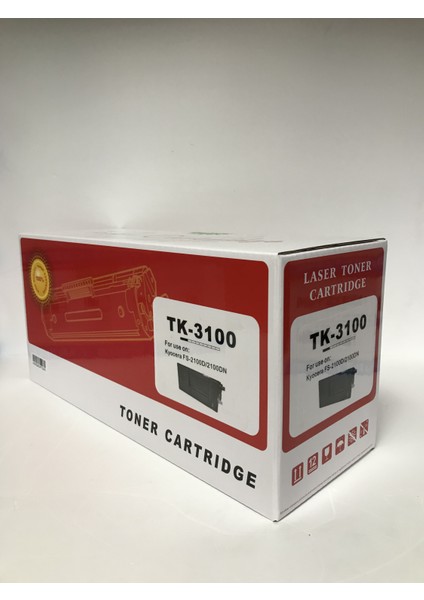 TK-3100
For use on:
Kyocera FS-2100D/2100DN
TONER CARTRIDGE
LASER TONER
CARTRIDGE
TK-3100
For use on:
Kyocera FS-2100D/2100DN